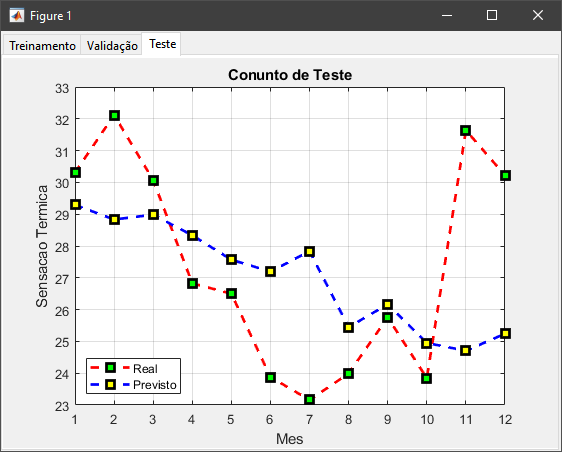 Figure 1
Treinamento Validação Teste
Conunto de Teste
33
32
31
30
29
28
27
26
25
24
23
Sensacao Termica
Real
Previsto
1 2 3 4 5 6 7 8 9 10 11 12
Mes